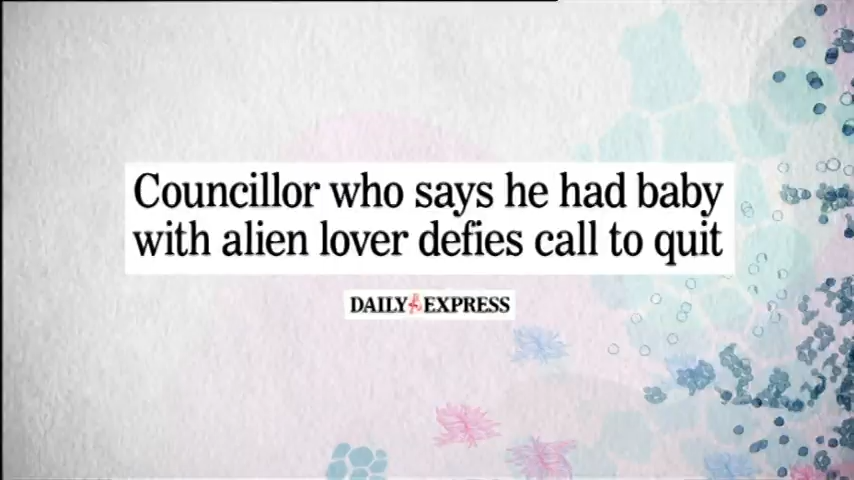 Councillor who says he had baby
with alien lover defies call to quit
DAILY EXPRESS